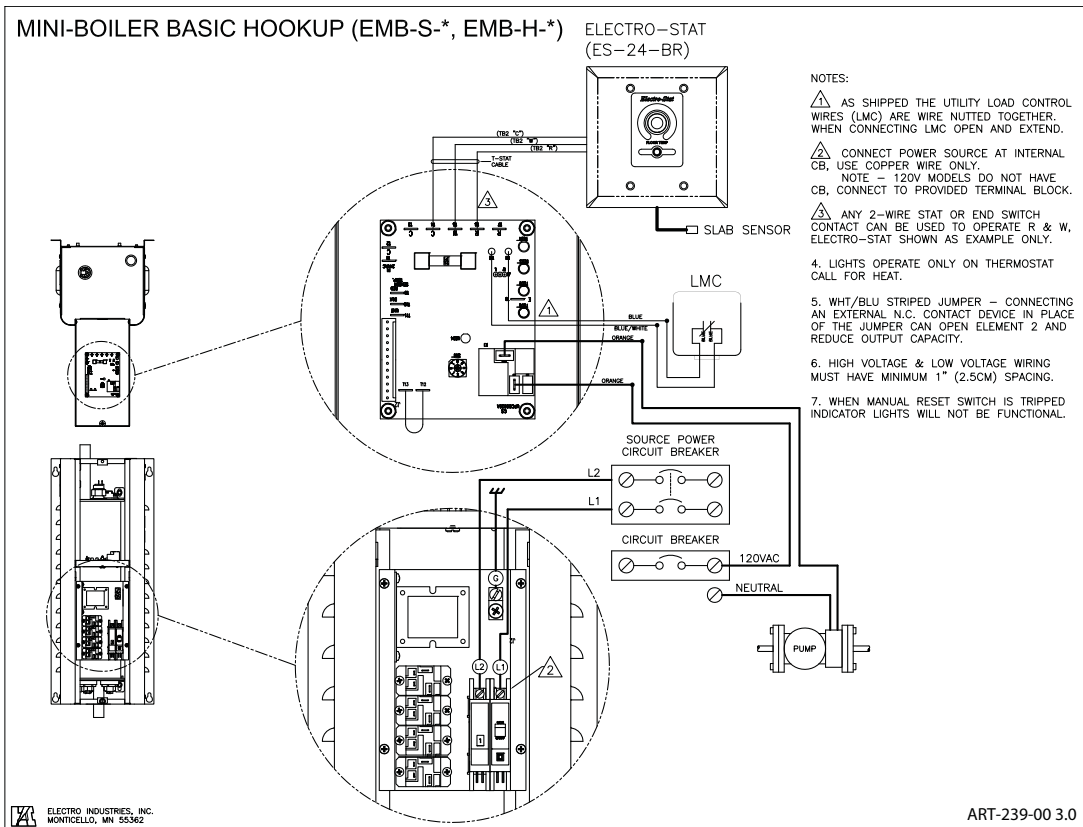 MINI-BOILER BASIC HOOKUP (EMB-S-*, EMB-H-*)
ELECTRO-STAT
(ES-24-BR)
Electro-Stat
FLOOR TEMP
(TB2 "C")
(TB2 "W")
(TB2 "R")
T-STAT
CABLE
3
SLAB SENSOR
LMC
1
BLUE
BLUE/WHITE
ORANGE
ORANGE
SOURCE POWER
CIRCUIT BREAKER
L2
L1
CIRCUIT BREAKER
120VAC
NEUTRAL
PUMP
G
L2
L1
2
1
NOTES:
1 AS SHIPPED THE UTILITY LOAD CONTROL
WIRES (LMC) ARE WIRE NUTTED TOGETHER.
WHEN CONNECTING LMC OPEN AND EXTEND.
2 CONNECT POWER SOURCE AT INTERNAL
CB, USE COPPER WIRE ONLY.
NOTE – 120V MODELS DO NOT HAVE
CB, CONNECT TO PROVIDED TERMINAL BLOCK.
3 ANY 2-WIRE STAT OR END SWITCH
CONTACT CAN BE USED TO OPERATE R & W,
ELECTRO-STAT SHOWN AS EXAMPLE ONLY.
4. LIGHTS OPERATE ONLY ON THERMOSTAT
CALL FOR HEAT.
5. WHT/BLU STRIPED JUMPER – CONNECTING
AN EXTERNAL N.C. CONTACT DEVICE IN PLACE
OF THE JUMPER CAN OPEN ELEMENT 2 AND
REDUCE OUTPUT CAPACITY.
6. HIGH VOLTAGE & LOW VOLTAGE WIRING
MUST HAVE MINIMUM 1" (2.5CM) SPACING.
7. WHEN MANUAL RESET SWITCH IS TRIPPED
INDICATOR LIGHTS WILL NOT BE FUNCTIONAL.
ELECTRO INDUSTRIES, INC.
MONTICELLO, MN 55362
ART-239-00 3.0